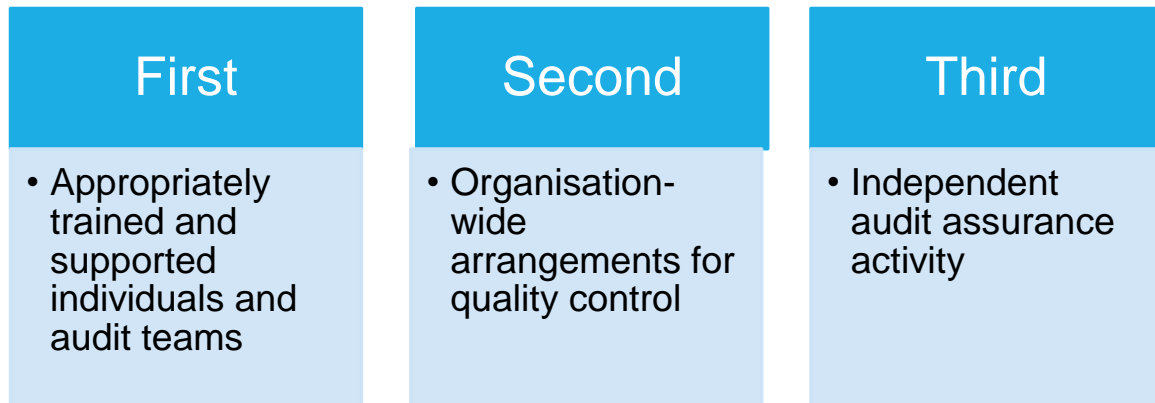 First
• Appropriately
trained and
supported
individuals and
audit teams
Second
• Organisation-
wide
arrangements for
quality control
Third
• Independent
audit assurance
activity